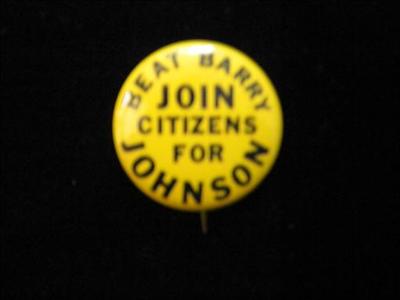 BEAT BARRY
JOIN
CITIZENS
FOR
JOHNSON